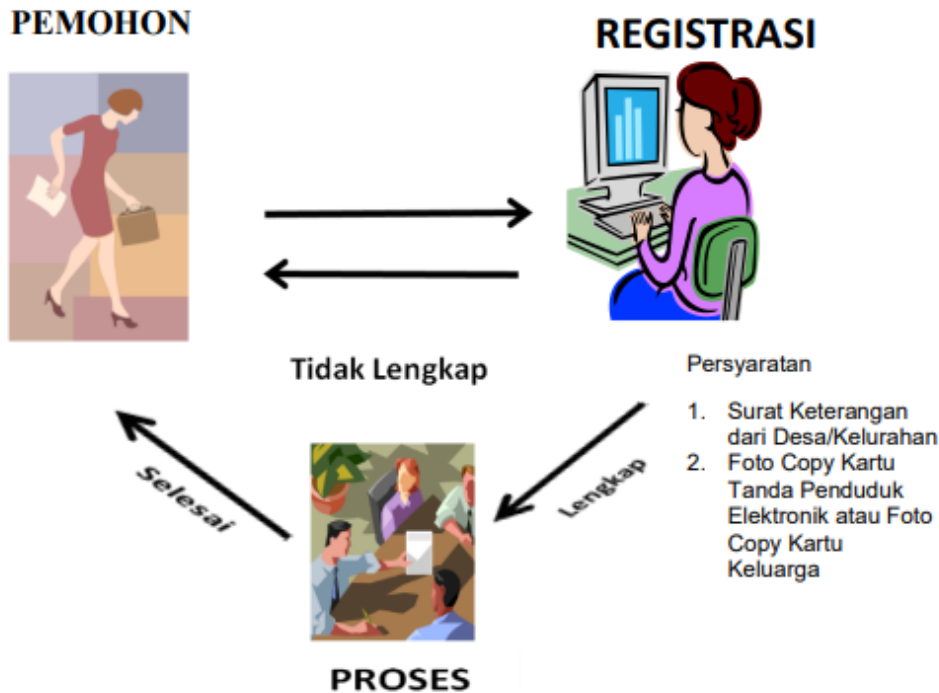 PEMOHON
REGISTRASI
Tidak Lengkap
Persyaratan
1. Surat Keterangan
dari Desa/Kelurahan
2. Foto Copy Kartu
Tanda Penduduk
Elektronik atau Foto
Copy Kartu
Keluarga
Lengkap
Selesai
PROSES